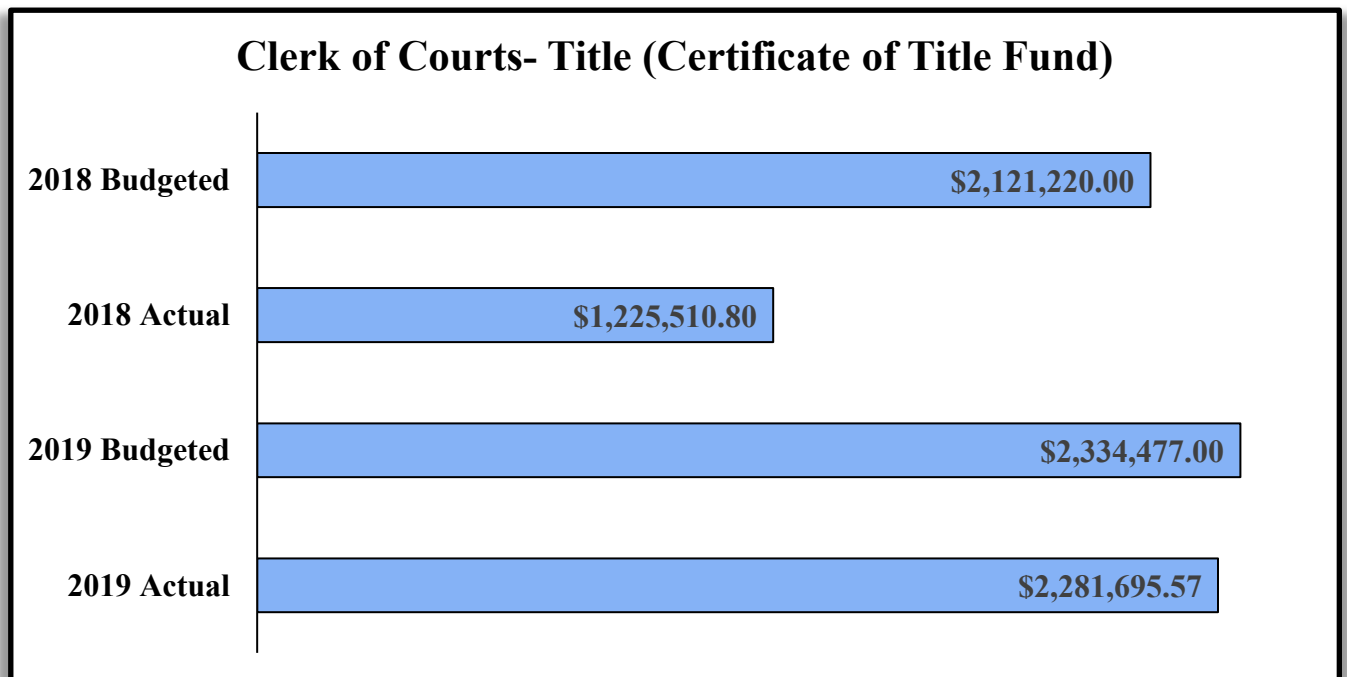 Clerk of Courts- Title (Certificate of Title Fund)
2018 Budgeted
$2,121,220.00
2018 Actual
$1,225,510.80
2019 Budgeted
$2,334,477.00
2019 Actual
$2,281,695.57